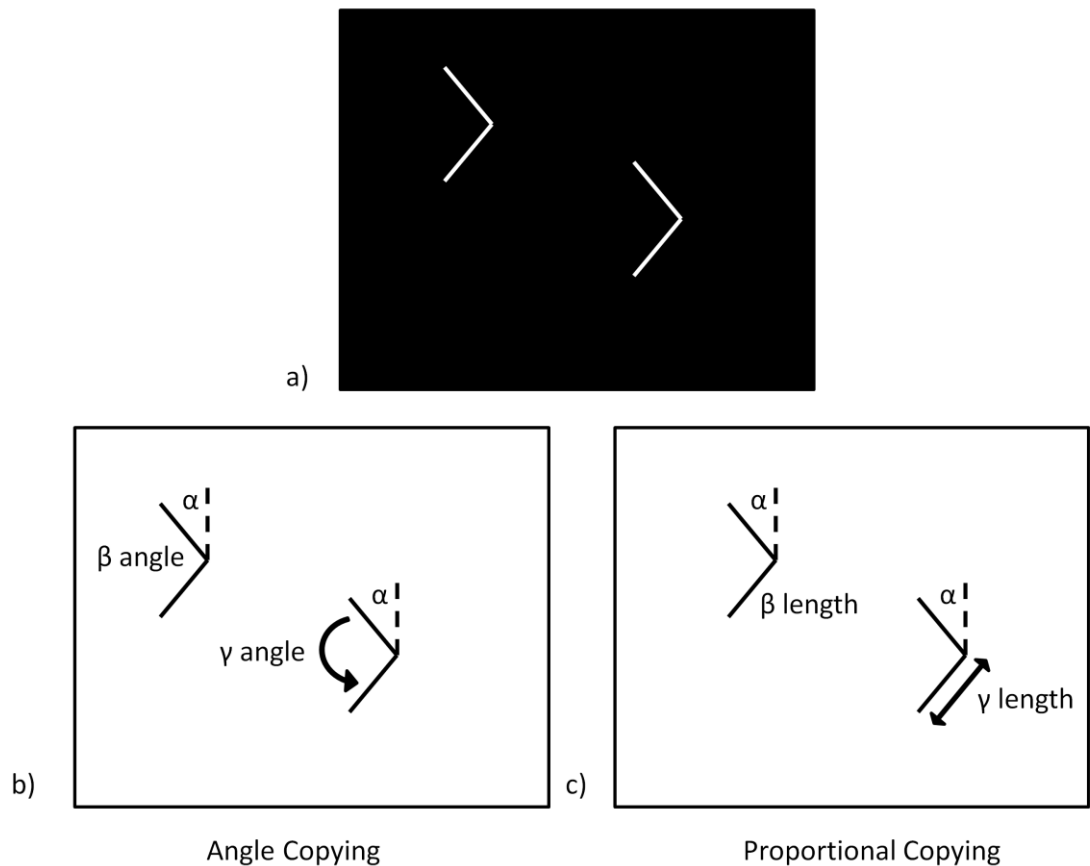 a)
α
β angle
α
γ angle
b)
Angle Copying
α
β length
α
γ length
c)
Proportional Copying